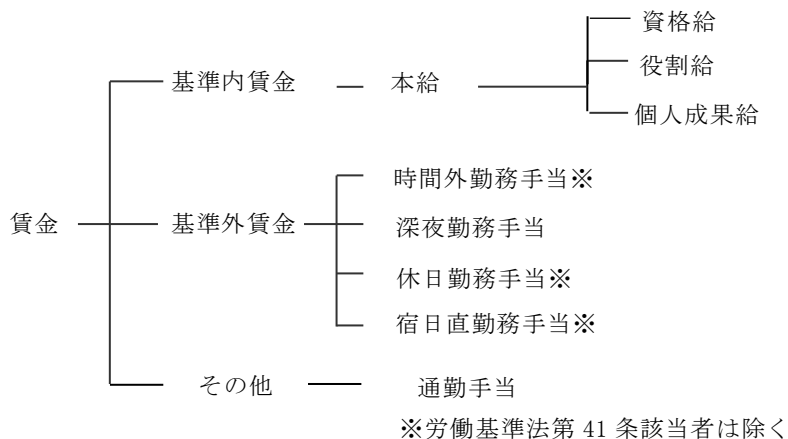 資格給
役割給
基準内賃金 本給
個人成果給
時間外勤務手当※
賃金 基準外賃金 深夜勤務手当
休日勤務手当※
宿日直勤務手当※
その他 通勤手当
※労働基準法第 41 条該当者は除く